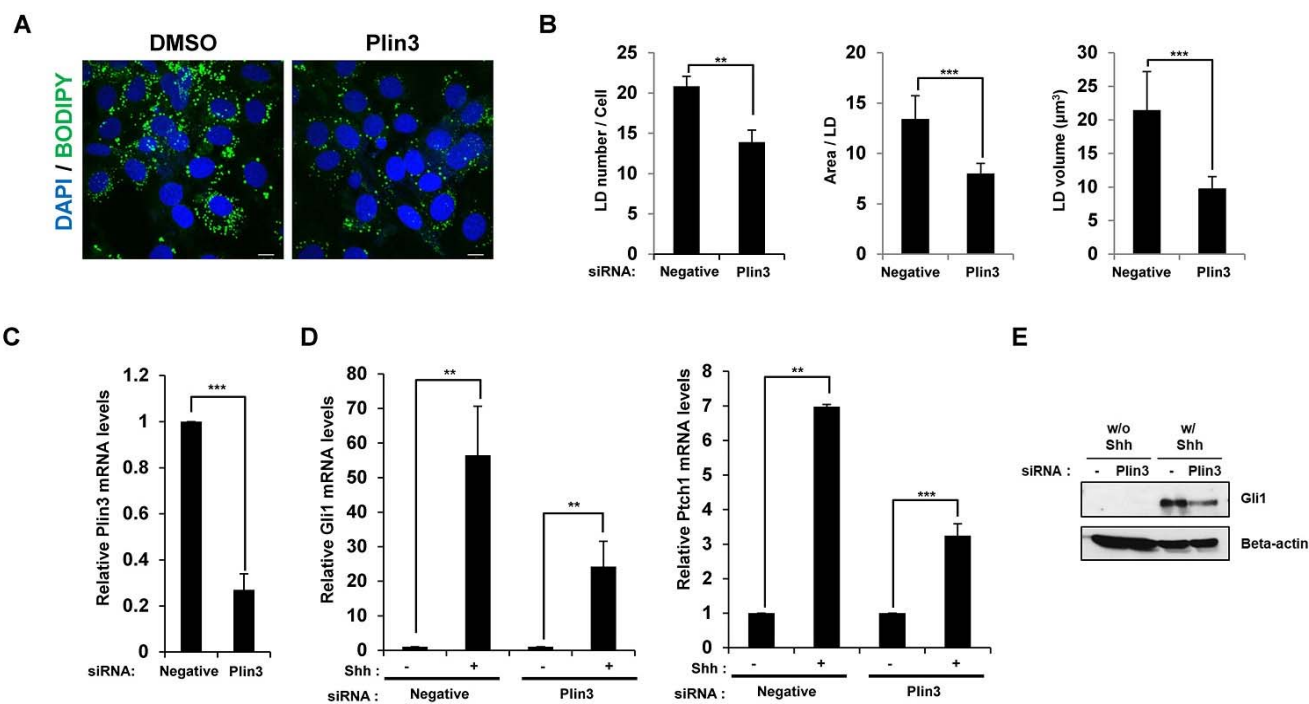 A
DMSO
Plin3
DAPI / BODIPY
B
LD number / Cell
25
20
15
10
5
0
**
siRNA:
Negative
Plin3
Area / LD
20
15
10
5
0
***
Negative
Plin3
LD volume (µm³)
30
25
20
15
10
5
0
***
Negative
Plin3
C
Relative Plin3 mRNA levels
1.2
1
0.8
0.6
0.4
0.2
0
***
siRNA:
Negative
Plin3
D
Relative Gli1 mRNA levels
80
70
60
50
40
30
20
10
0
**
**
Shh :
-
+
-
+
siRNA :
Negative
Plin3
Relative Ptch1 mRNA levels
8
7
6
5
4
3
2
1
0
**
***
Shh :
-
+
-
+
siRNA :
Negative
Plin3
E
w/o
Shh
w/
Shh
siRNA :
- Plin3
- Plin3
Gli1
Beta-actin